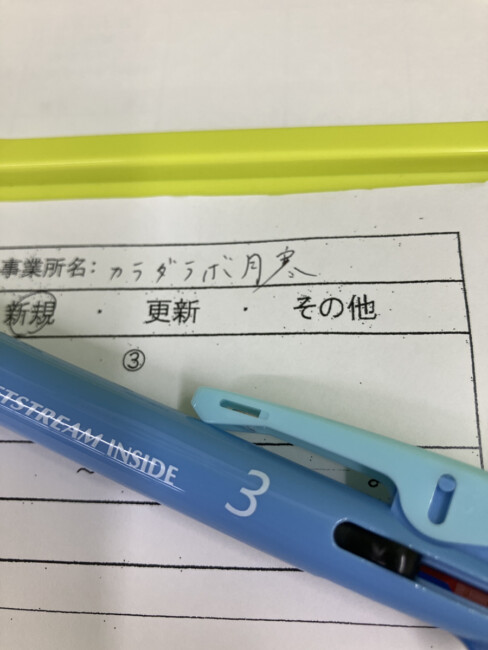 事業所名: カラダラボ月寒
新規 ・ 更新 ・ その他
③
JETSTREAM INSIDE
3
~